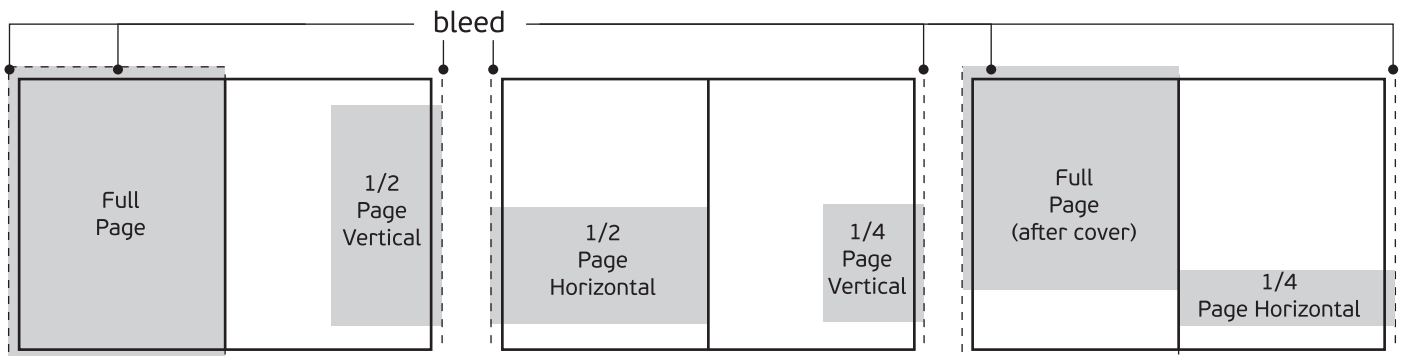 bleed
Full
Page
1/2
Page
Vertical
1/2
Page
Horizontal
1/4
Page
Vertical
Full
Page
(after cover)
1/4
Page Horizontal